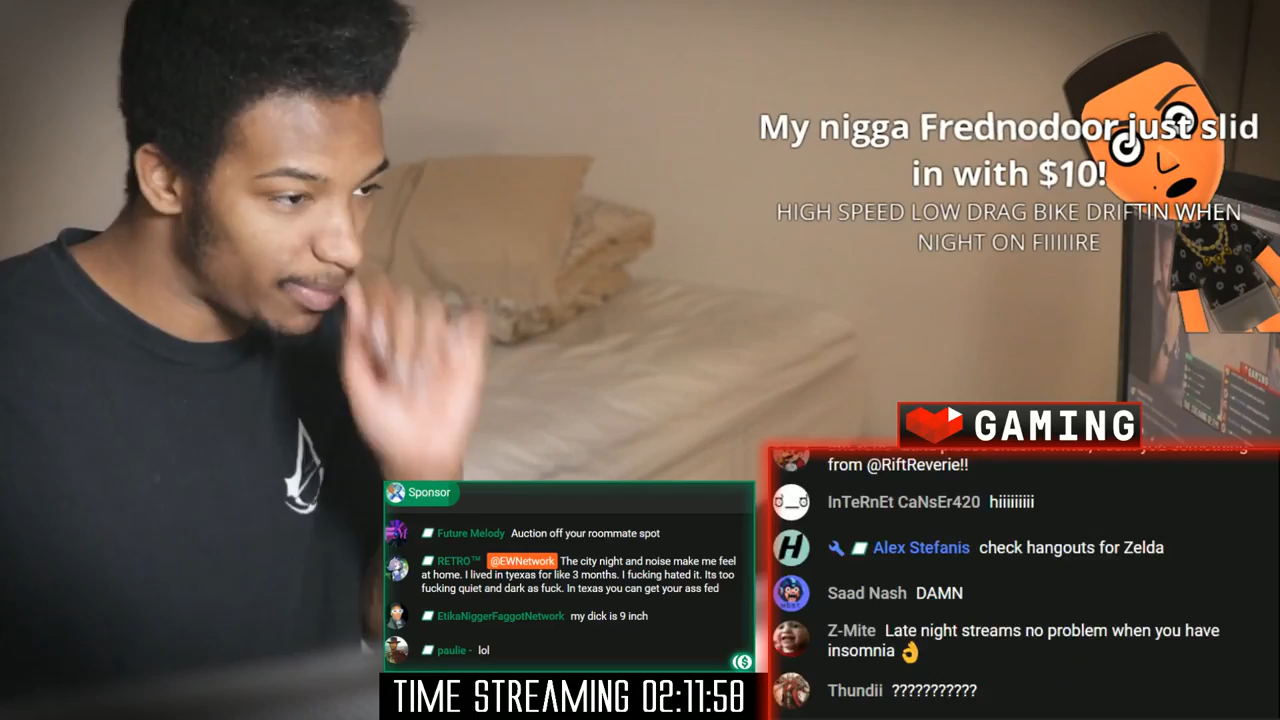 My nigga Frednodoor just slid
in with $10!
HIGH SPEED LOW DRAG BIKE DRIFTIN WHEN
NIGHT ON FIIIIIRE
GAMING
from @RiftReverie!!
InTeRnEt CaNsEr420 hiiiiiiiii
H
Alex Stefanis check hangouts for Zelda
Saad Nash DAMN
Z-Mite Late night streams no problem when you have
insomnia 👌
Thundii ???????????
Sponsor
Future Melody Auction off your roommate spot
RETRO™ @EWNetwork The city night and noise make me feel
at home. I lived in tyexas for like 3 months. I fucking hated it. Its too
fucking quiet and dark as fuck. In texas you can get your ass fed
EtikaNiggerFaggotNetwork my dick is 9 inch
paulie - lol
TIME STREAMING 02:11:58